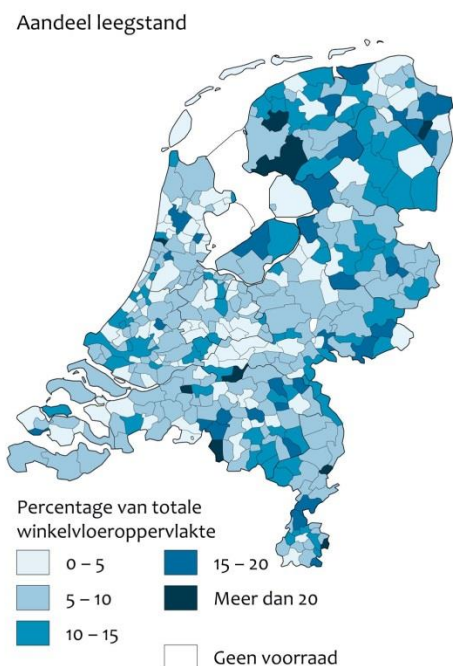 Aandeel leegstand
Percentage van totale
winkelvloeroppervlakte
0 – 5
5 – 10
10 – 15
15 – 20
Meer dan 20
Geen voorraad